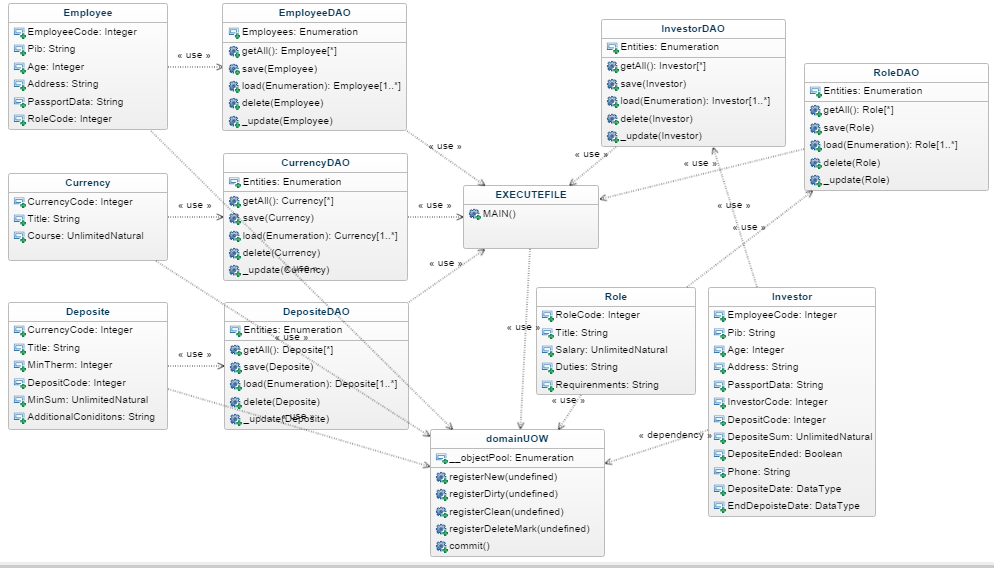 Employee
EmployeeCode: Integer
Pib: String
Age: Integer
Address: String
PassportData: String
RoleCode: Integer
« use »
EmployeeDAO
Employees: Enumeration
getAll(): Employee[*]
save(Employee)
load(Enumeration): Employee[1..*]
delete(Employee)
_update(Employee)
« use »
InvestorDAO
Entities: Enumeration
getAll(): Investor[*]
save(Investor)
load(Enumeration): Investor[1..*]
delete(Investor)
_update(Investor)
« use »
RoleDAO
Entities: Enumeration
getAll(): Role[*]
save(Role)
load(Enumeration): Role[1..*]
delete(Role)
_update(Role)
« use »
Currency
CurrencyCode: Integer
Title: String
Course: UnlimitedNatural
« use »
CurrencyDAO
Entities: Enumeration
getAll(): Currency[*]
save(Currency)
load(Enumeration): Currency[1..*]
delete(Currency)
_update(Currency)
« use »
« use »
EXECUTEFILE
MAIN()
« use »
« use »
« use »
Deposite
CurrencyCode: Integer
Title: String
MinTherm: Integer
DepositCode: Integer
MinSum: UnlimitedNatural
AdditionalConiditons: String
« use »
DepositeDAO
Entities: Enumeration
« use »
getAll(): Deposite[*]
save(Deposite)
load(Enumeration): Deposite[1..*]
delete(Deposite)
_update(Deposite)
« use »
« use »
Role
RoleCode: Integer
Title: String
Salary: UnlimitedNatural
Duties: String
Requirenments: String
« use »
Investor
EmployeeCode: Integer
Pib: String
Age: Integer
Address: String
PassportData: String
InvestorCode: Integer
DepositCode: Integer
DepositeSum: UnlimitedNatural
DepositeEnded: Boolean
Phone: String
DepositeDate: DataType
EndDepoisteDate: DataType
« dependency »
domainUOW
__objectPool: Enumeration
registerNew(undefined)
registerDirty(undefined)
registerClean(undefined)
registerDeleteMark(undefined)
commit()